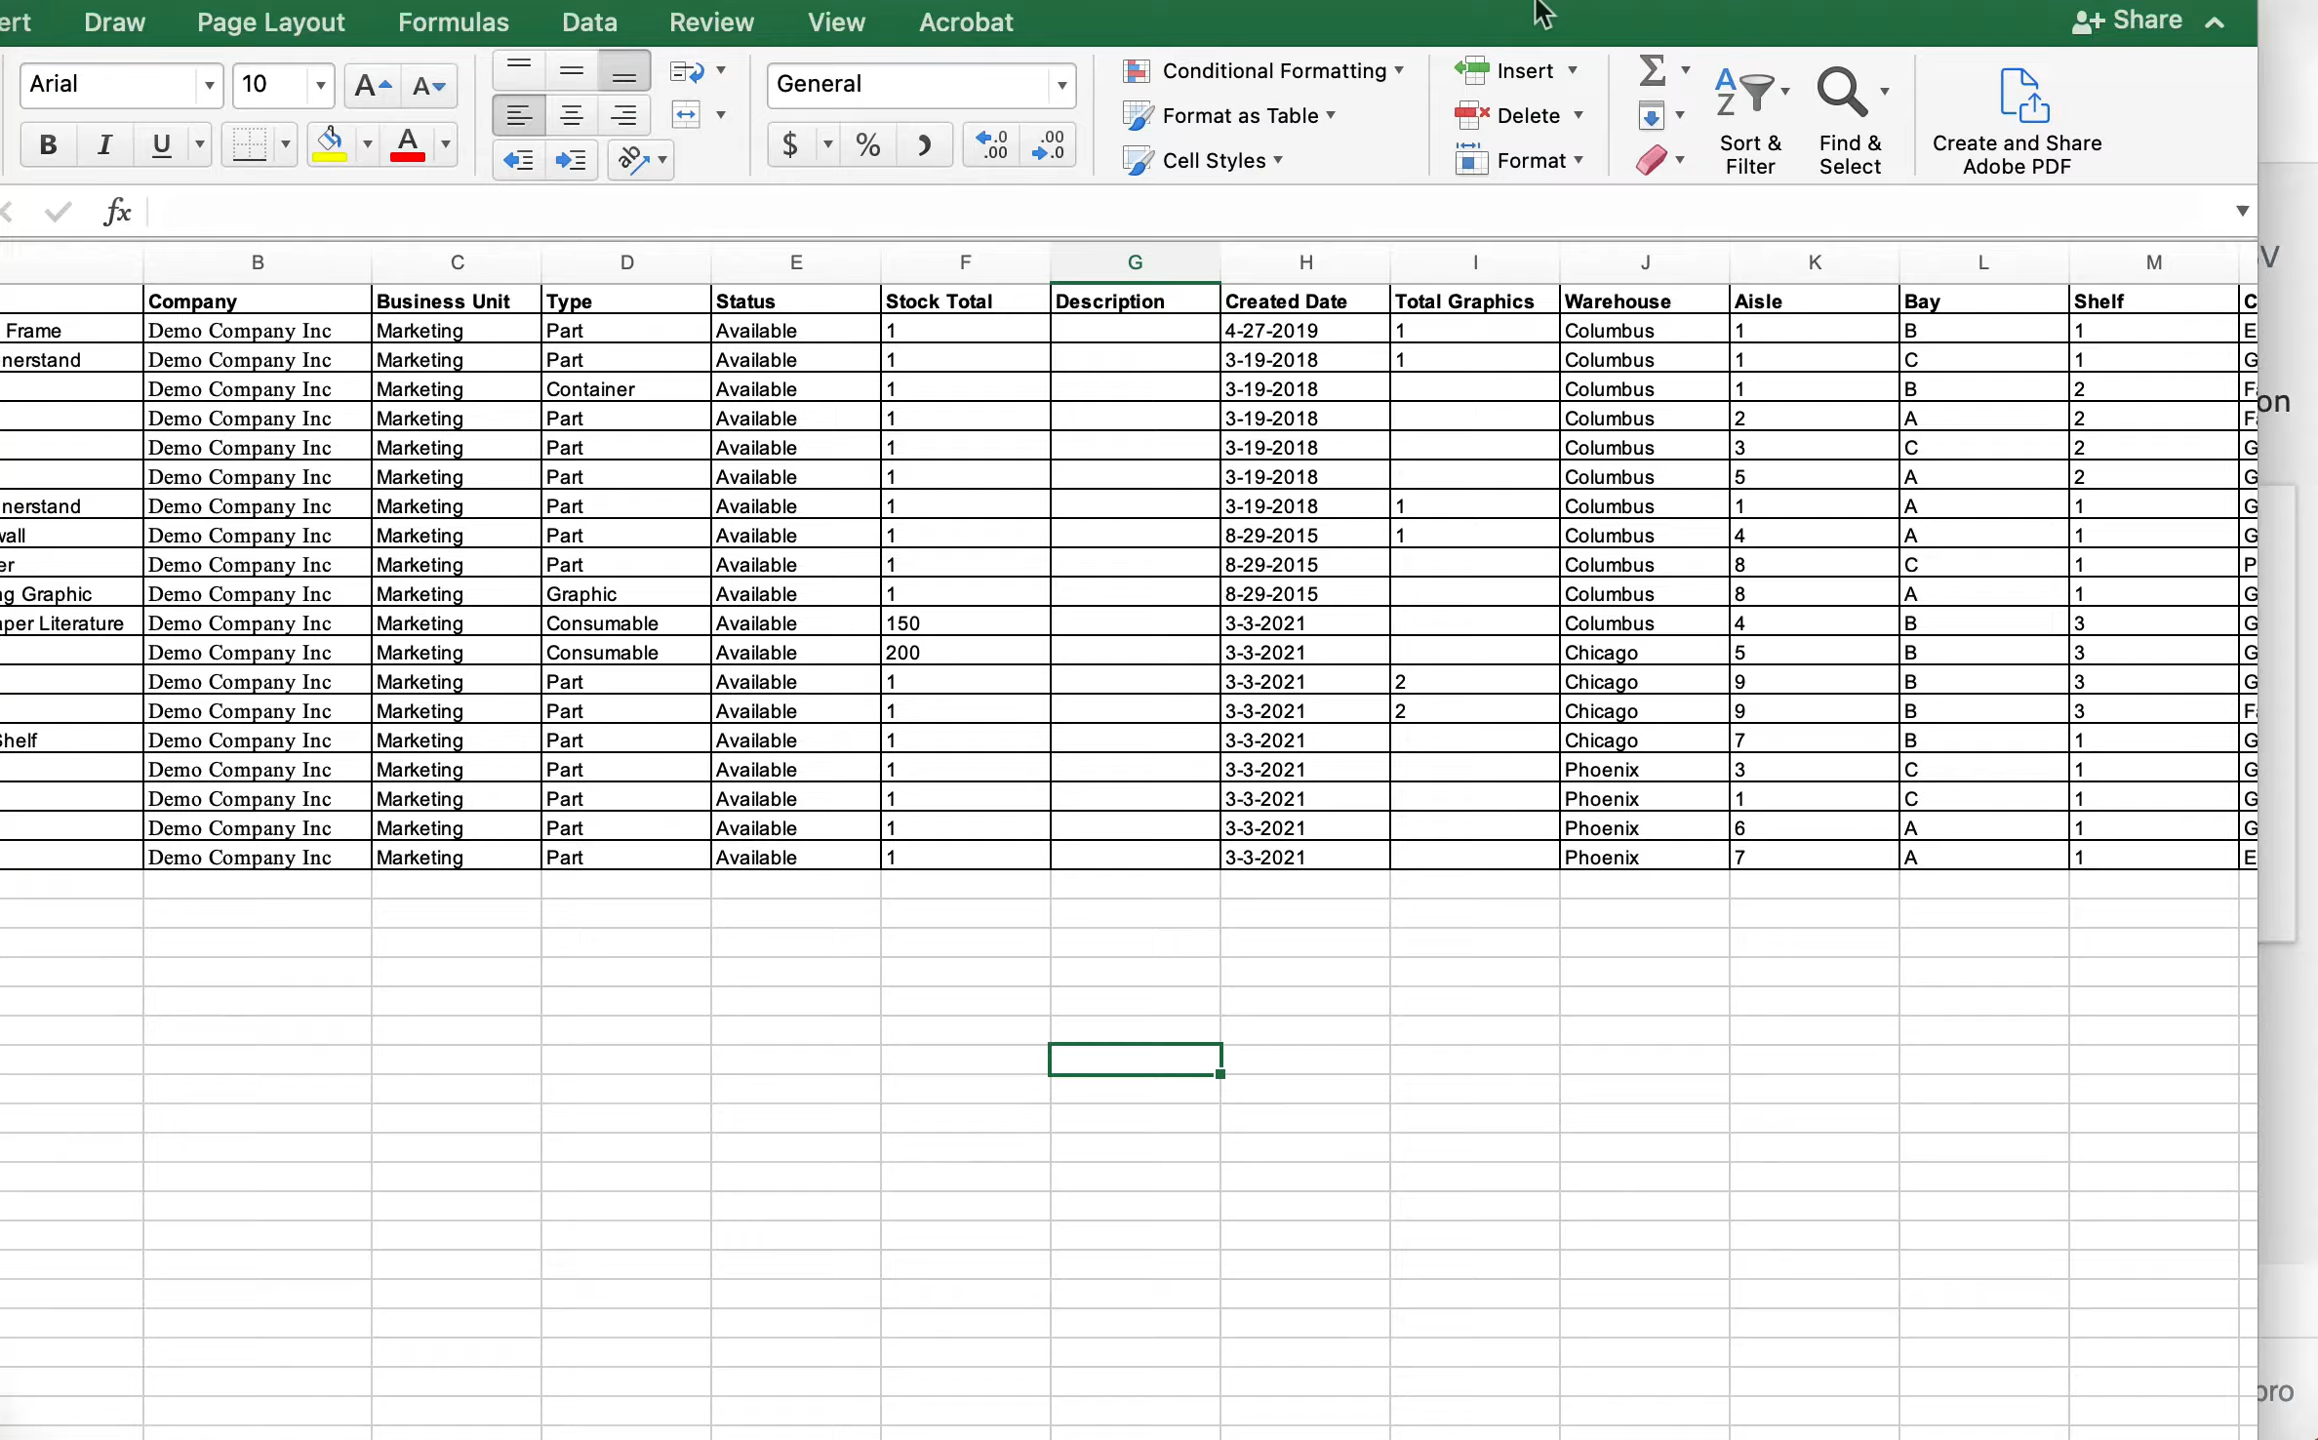 ert Draw Page Layout Formulas Data Review View Acrobat Share
Arial 10 A A General Conditional Formatting Insert
Format as Table Delete
B I U A $ % Sort & Filter Find & Select Create and Share Adobe PDF
Cell Styles Format
fx
V
B C D E F G H I J K L M
Company Business Unit Type Status Stock Total Description Created Date Total Graphics Warehouse Aisle Bay Shelf C
Frame Demo Company Inc Marketing Part Available 1 4-27-2019 1 Columbus 1 B 1 E
nerstand Demo Company Inc Marketing Part Available 1 3-19-2018 1 Columbus 1 C 1 G
Demo Company Inc Marketing Container Available 1 3-19-2018 Columbus 1 B 2 Fa
on
Demo Company Inc Marketing Part Available 1 3-19-2018 Columbus 2 A 2 Fa
Demo Company Inc Marketing Part Available 1 3-19-2018 Columbus 3 C 2 G
Demo Company Inc Marketing Part Available 1 3-19-2018 Columbus 5 A 2 G
nerstand Demo Company Inc Marketing Part Available 1 3-19-2018 1 Columbus 1 A 1 G
wall Demo Company Inc Marketing Part Available 1 8-29-2015 1 Columbus 4 A 1 G
er Demo Company Inc Marketing Part Available 1 8-29-2015 Columbus 8 C 1 P
ng Graphic Demo Company Inc Marketing Graphic Available 1 8-29-2015 Columbus 8 A 1 G
aper Literature Demo Company Inc Marketing Consumable Available 150 3-3-2021 Columbus 4 B 3 G
Demo Company Inc Marketing Consumable Available 200 3-3-2021 Chicago 5 B 3 G
Demo Company Inc Marketing Part Available 1 3-3-2021 2 Chicago 9 B 3 G
Demo Company Inc Marketing Part Available 1 3-3-2021 2 Chicago 9 B 3 Fa
Shelf Demo Company Inc Marketing Part Available 1 3-3-2021 Chicago 7 B 1 G
Demo Company Inc Marketing Part Available 1 3-3-2021 Phoenix 3 C 1 G
Demo Company Inc Marketing Part Available 1 3-3-2021 Phoenix 1 C 1 G
Demo Company Inc Marketing Part Available 1 3-3-2021 Phoenix 6 A 1 G
Demo Company Inc Marketing Part Available 1 3-3-2021 Phoenix 7 A 1 E
pro